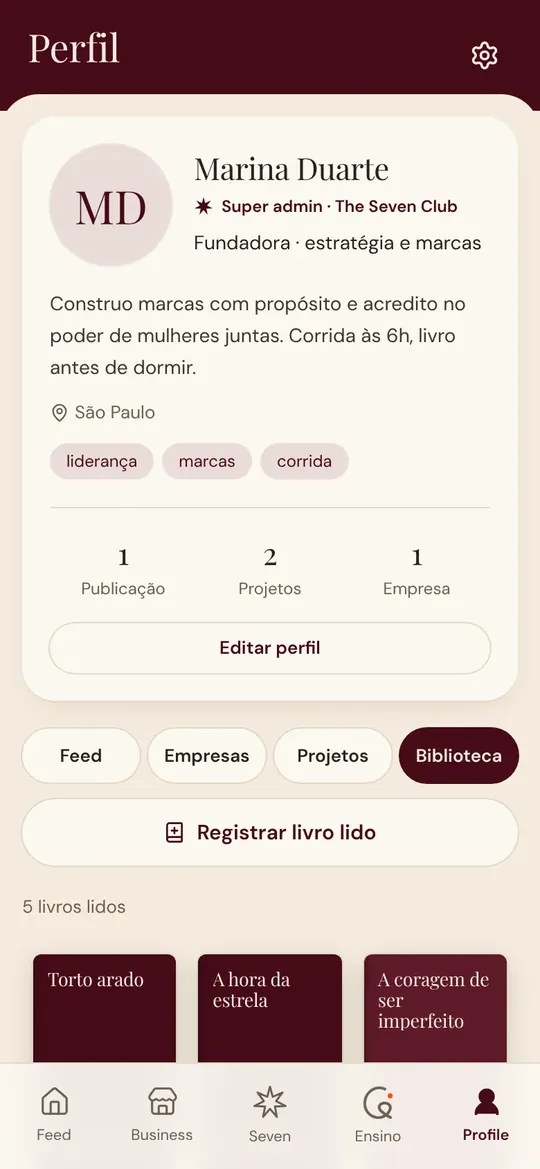 Perfil
MD
Marina Duarte
Super admin · The Seven Club
Fundadora · estratégia e marcas
Construo marcas com propósito e acredito no
poder de mulheres juntas. Corrida às 6h, livro
antes de dormir.
São Paulo
liderança marcas corrida
1 2 1
Publicação Projetos Empresa
Editar perfil
Feed Empresas Projetos Biblioteca
Registrar livro lido
5 livros lidos
Torto arado
A hora da
estrela
A coragem de
ser
imperfeito
Feed Business Seven Ensino Profile